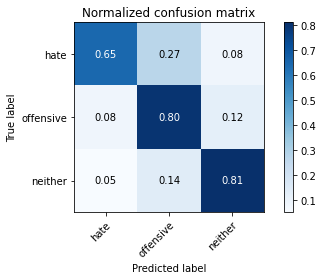 Normalized confusion matrix
True label
hate 0.65 0.27 0.08
offensive 0.08 0.80 0.12
neither 0.05 0.14 0.81
hate offensive neither
Predicted label
0.8
0.7
0.6
0.5
0.4
0.3
0.2
0.1